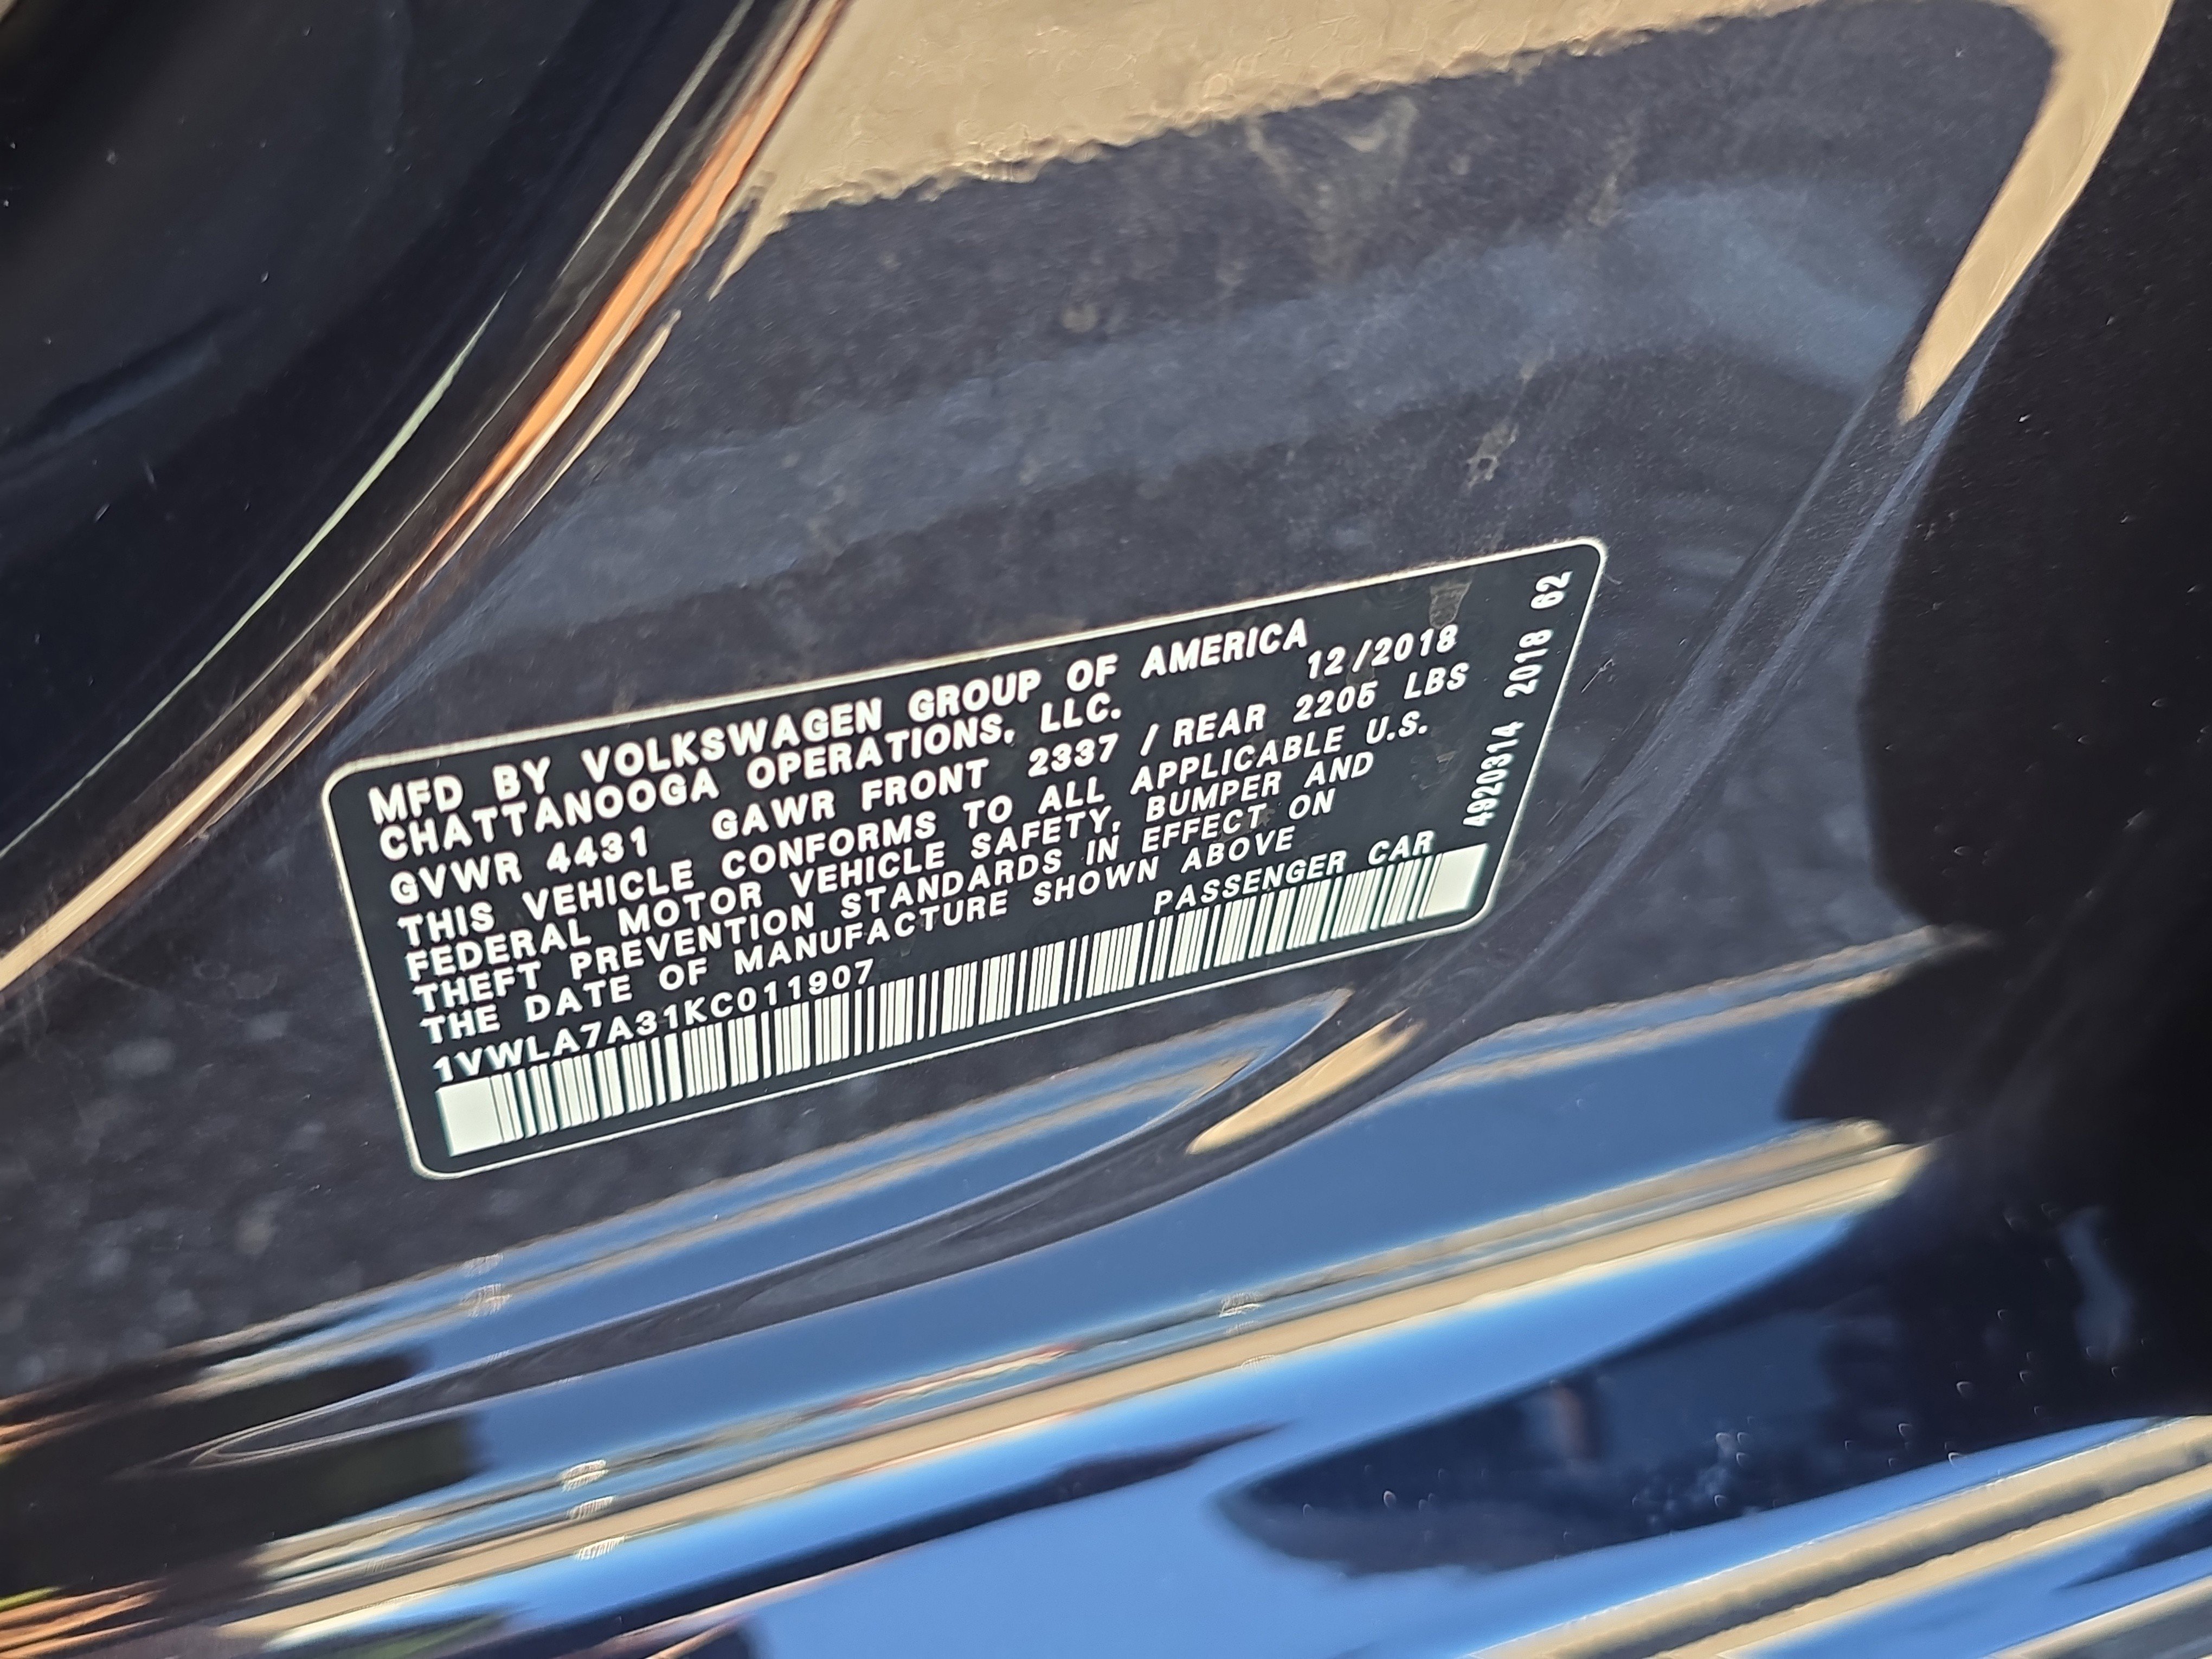 MFD BY VOLKSWAGEN GROUP OF AMERICA
CHATTANOOGA OPERATIONS, LLC. 12/2018
GVWR 4431 GAWR FRONT 2337 / REAR 2205 LBS
THIS VEHICLE CONFORMS TO ALL APPLICABLE U.S.
FEDERAL MOTOR VEHICLE SAFETY, BUMPER AND
THEFT PREVENTION STANDARDS IN EFFECT ON
THE DATE OF MANUFACTURE SHOWN ABOVE
1VWLA7A31KC011907 PASSENGER CAR
4920314 2018 62